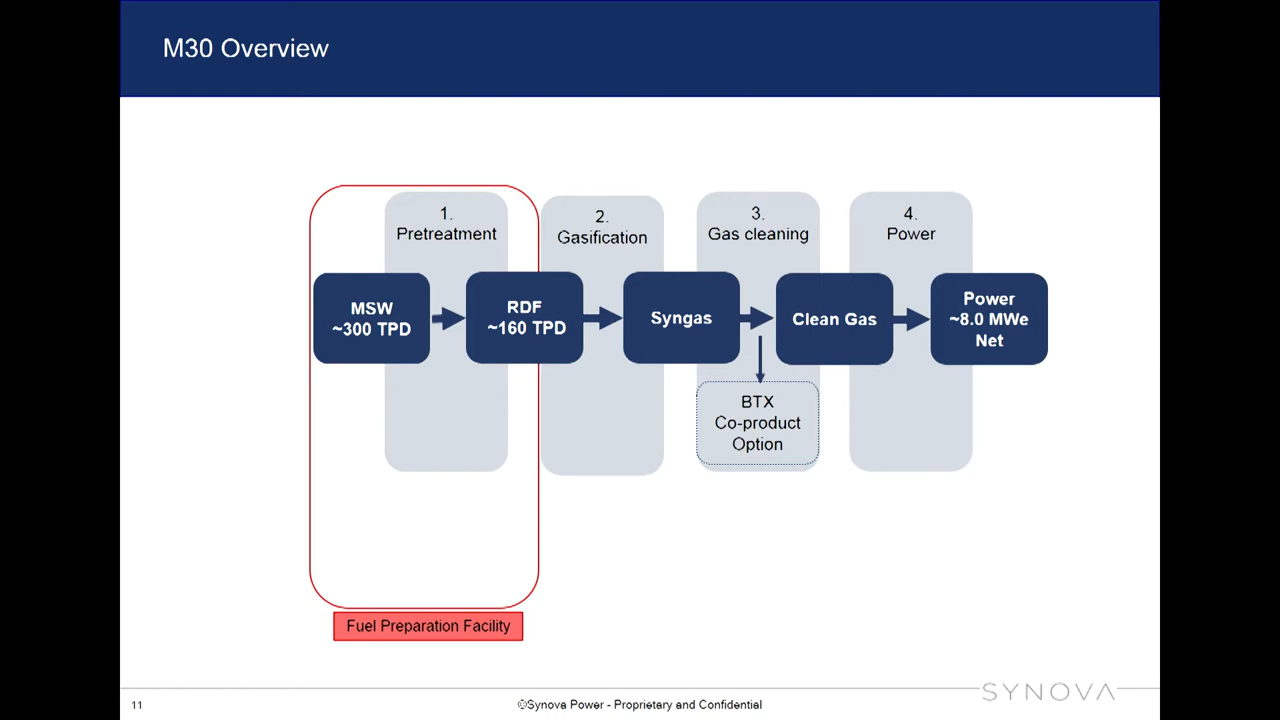 M30 Overview
1.
Pretreatment
2.
Gasification
3.
Gas cleaning
4.
Power
MSW
~300 TPD
RDF
~160 TPD
Syngas
Clean Gas
Power
~8.0 MWe
Net
BTX
Co-product
Option
Fuel Preparation Facility
SYNOVA
11
©Synova Power - Proprietary and Confidential